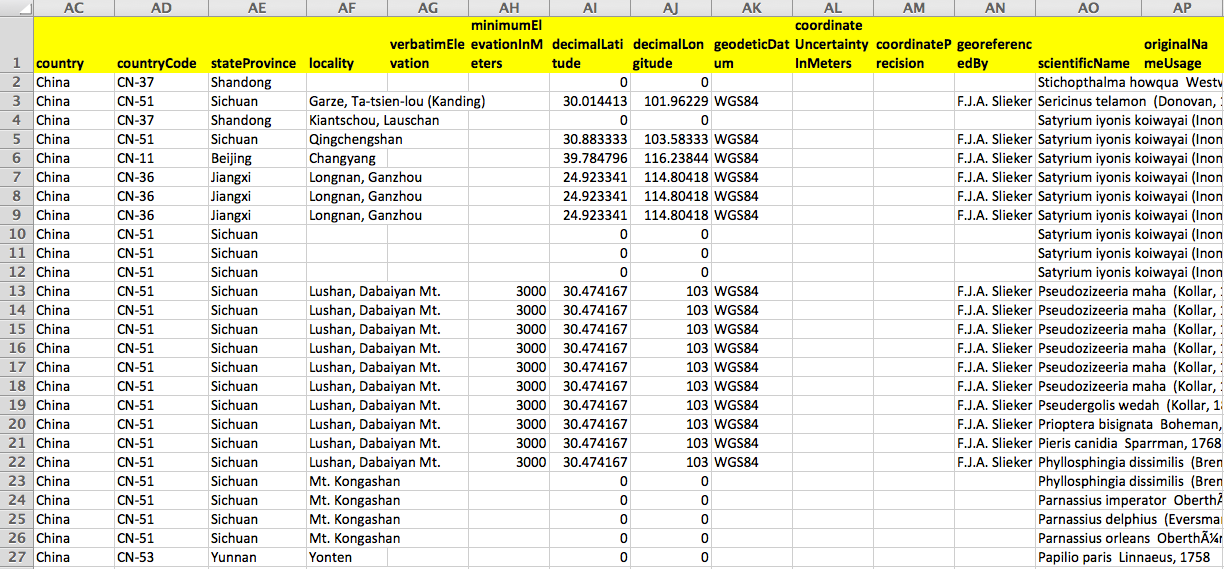 AC AD AE AF AG AH AI AJ AK AL AM AN AO AP
1 country countryCode stateProvince locality verbatimElevation minimumElevationInMeters decimalLatitude decimalLongitude geodeticDatum coordinateUncertaintyInMeters coordinatePrecision georeferencedBy scientificName originalNameUsage
2 China CN-37 Shandong 0 0 Stichopthalma howqua Westv
3 China CN-51 Sichuan Garze, Ta-tsien-lou (Kanding) 30.014413 101.96229 WGS84 F.J.A. Slieker Sericinus telamon (Donovan, 1
4 China CN-37 Shandong Kiantschou, Lauschan 0 0 Satyrium iyonis koiwayai (Inon
5 China CN-51 Sichuan Qingchengshan 30.883333 103.58333 WGS84 F.J.A. Slieker Satyrium iyonis koiwayai (Inon
6 China CN-11 Beijing Changyang 39.784796 116.23844 WGS84 F.J.A. Slieker Satyrium iyonis koiwayai (Inon
7 China CN-36 Jiangxi Longnan, Ganzhou 24.923341 114.80418 WGS84 F.J.A. Slieker Satyrium iyonis koiwayai (Inon
8 China CN-36 Jiangxi Longnan, Ganzhou 24.923341 114.80418 WGS84 F.J.A. Slieker Satyrium iyonis koiwayai (Inon
9 China CN-36 Jiangxi Longnan, Ganzhou 24.923341 114.80418 WGS84 F.J.A. Slieker Satyrium iyonis koiwayai (Inon
10 China CN-51 Sichuan 0 0 Satyrium iyonis koiwayai (Inon
11 China CN-51 Sichuan 0 0 Satyrium iyonis koiwayai (Inon
12 China CN-51 Sichuan 0 0 Satyrium iyonis koiwayai (Inon
13 China CN-51 Sichuan Lushan, Dabaiyan Mt. 3000 30.474167 103 WGS84 F.J.A. Slieker Pseudozizeeria maha (Kollar, 1
14 China CN-51 Sichuan Lushan, Dabaiyan Mt. 3000 30.474167 103 WGS84 F.J.A. Slieker Pseudozizeeria maha (Kollar, 1
15 China CN-51 Sichuan Lushan, Dabaiyan Mt. 3000 30.474167 103 WGS84 F.J.A. Slieker Pseudozizeeria maha (Kollar, 1
16 China CN-51 Sichuan Lushan, Dabaiyan Mt. 3000 30.474167 103 WGS84 F.J.A. Slieker Pseudozizeeria maha (Kollar, 1
17 China CN-51 Sichuan Lushan, Dabaiyan Mt. 3000 30.474167 103 WGS84 F.J.A. Slieker Pseudozizeeria maha (Kollar, 1
18 China CN-51 Sichuan Lushan, Dabaiyan Mt. 3000 30.474167 103 WGS84 F.J.A. Slieker Pseudozizeeria maha (Kollar, 1
19 China CN-51 Sichuan Lushan, Dabaiyan Mt. 3000 30.474167 103 WGS84 F.J.A. Slieker Pseudergolis wedah (Kollar, 18
20 China CN-51 Sichuan Lushan, Dabaiyan Mt. 3000 30.474167 103 WGS84 F.J.A. Slieker Prioptera bisignata Boheman,
21 China CN-51 Sichuan Lushan, Dabaiyan Mt. 3000 30.474167 103 WGS84 F.J.A. Slieker Pieris canidia Sparrman, 1768
22 China CN-51 Sichuan Lushan, Dabaiyan Mt. 3000 30.474167 103 WGS84 F.J.A. Slieker Phyllosphingia dissimilis (Bren
23 China CN-51 Sichuan Mt. Kongashan 0 0 Phyllosphingia dissimilis (Bren
24 China CN-51 Sichuan Mt. Kongashan 0 0 Parnassius imperator OberthÃ
25 China CN-51 Sichuan Mt. Kongashan 0 0 Parnassius delphius (Eversma
26 China CN-51 Sichuan Mt. Kongashan 0 0 Parnassius orleans OberthÃ¼r
27 China CN-53 Yunnan Yonten 0 0 Papilio paris Linnaeus, 1758